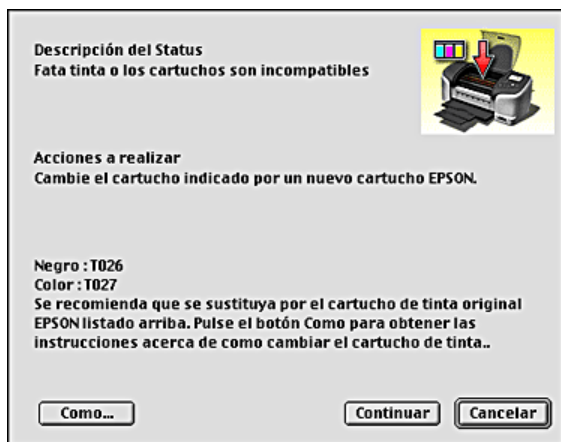 Descripción del Status
Fata tinta o los cartuchos son incompatibles
Acciones a realizar
Cambie el cartucho indicado por un nuevo cartucho EPSON.
Negro : T026
Color : T027
Se recomienda que se sustituya por el cartucho de tinta original
EPSON listado arriba. Pulse el botón Como para obtener las
instrucciones acerca de como cambiar el cartucho de tinta..
Como... Continuar Cancelar